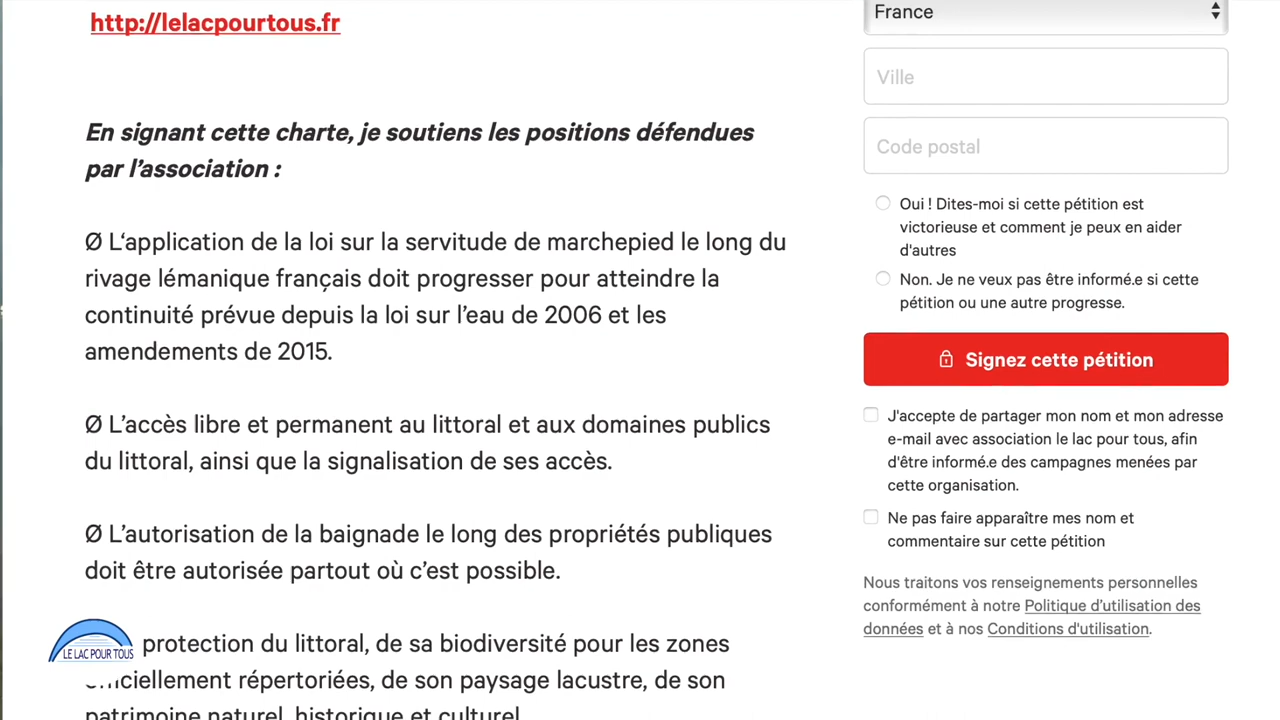 http://lelacpourtous.fr
En signant cette charte, je soutiens les positions défendues
par l’association :
Ø L‘application de la loi sur la servitude de marchepied le long du
rivage lémanique français doit progresser pour atteindre la
continuité prévue depuis la loi sur l’eau de 2006 et les
amendements de 2015.
Ø L’accès libre et permanent au littoral et aux domaines publics
du littoral, ainsi que la signalisation de ses accès.
Ø L’autorisation de la baignade le long des propriétés publiques
doit être autorisée partout où c’est possible.
protection du littoral, de sa biodiversité pour les zones
répertoriées, de son paysage lacustre, de son
patrimoine naturel, historique et culturel
LE LAC POUR TOUS
France
Ville
Code postal
Oui ! Dites-moi si cette pétition est
victorieuse et comment je peux en aider
d'autres
Non. Je ne veux pas être informé.e si cette
pétition ou une autre progresse.
Signez cette pétition
J'accepte de partager mon nom et mon adresse
e-mail avec association le lac pour tous, afin
d'être informé.e des campagnes menées par
cette organisation.
Ne pas faire apparaître mes nom et
commentaire sur cette pétition
Nous traitons vos renseignements personnelles
conformément à notre Politique d’utilisation des
données et à nos Conditions d'utilisation.